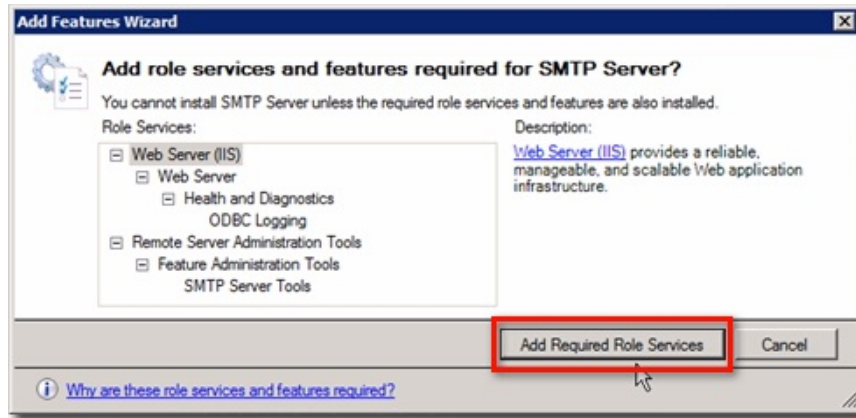 Add Features Wizard
Add role services and features required for SMTP Server?
You cannot install SMTP Server unless the required role services and features are also installed.
Role Services:
Web Server (IIS)
Web Server
Health and Diagnostics
ODBC Logging
Remote Server Administration Tools
Feature Administration Tools
SMTP Server Tools
Description:
Web Server (IIS) provides a reliable,
manageable, and scalable Web application
infrastructure.
Add Required Role Services
Cancel
Why are these role services and features required?